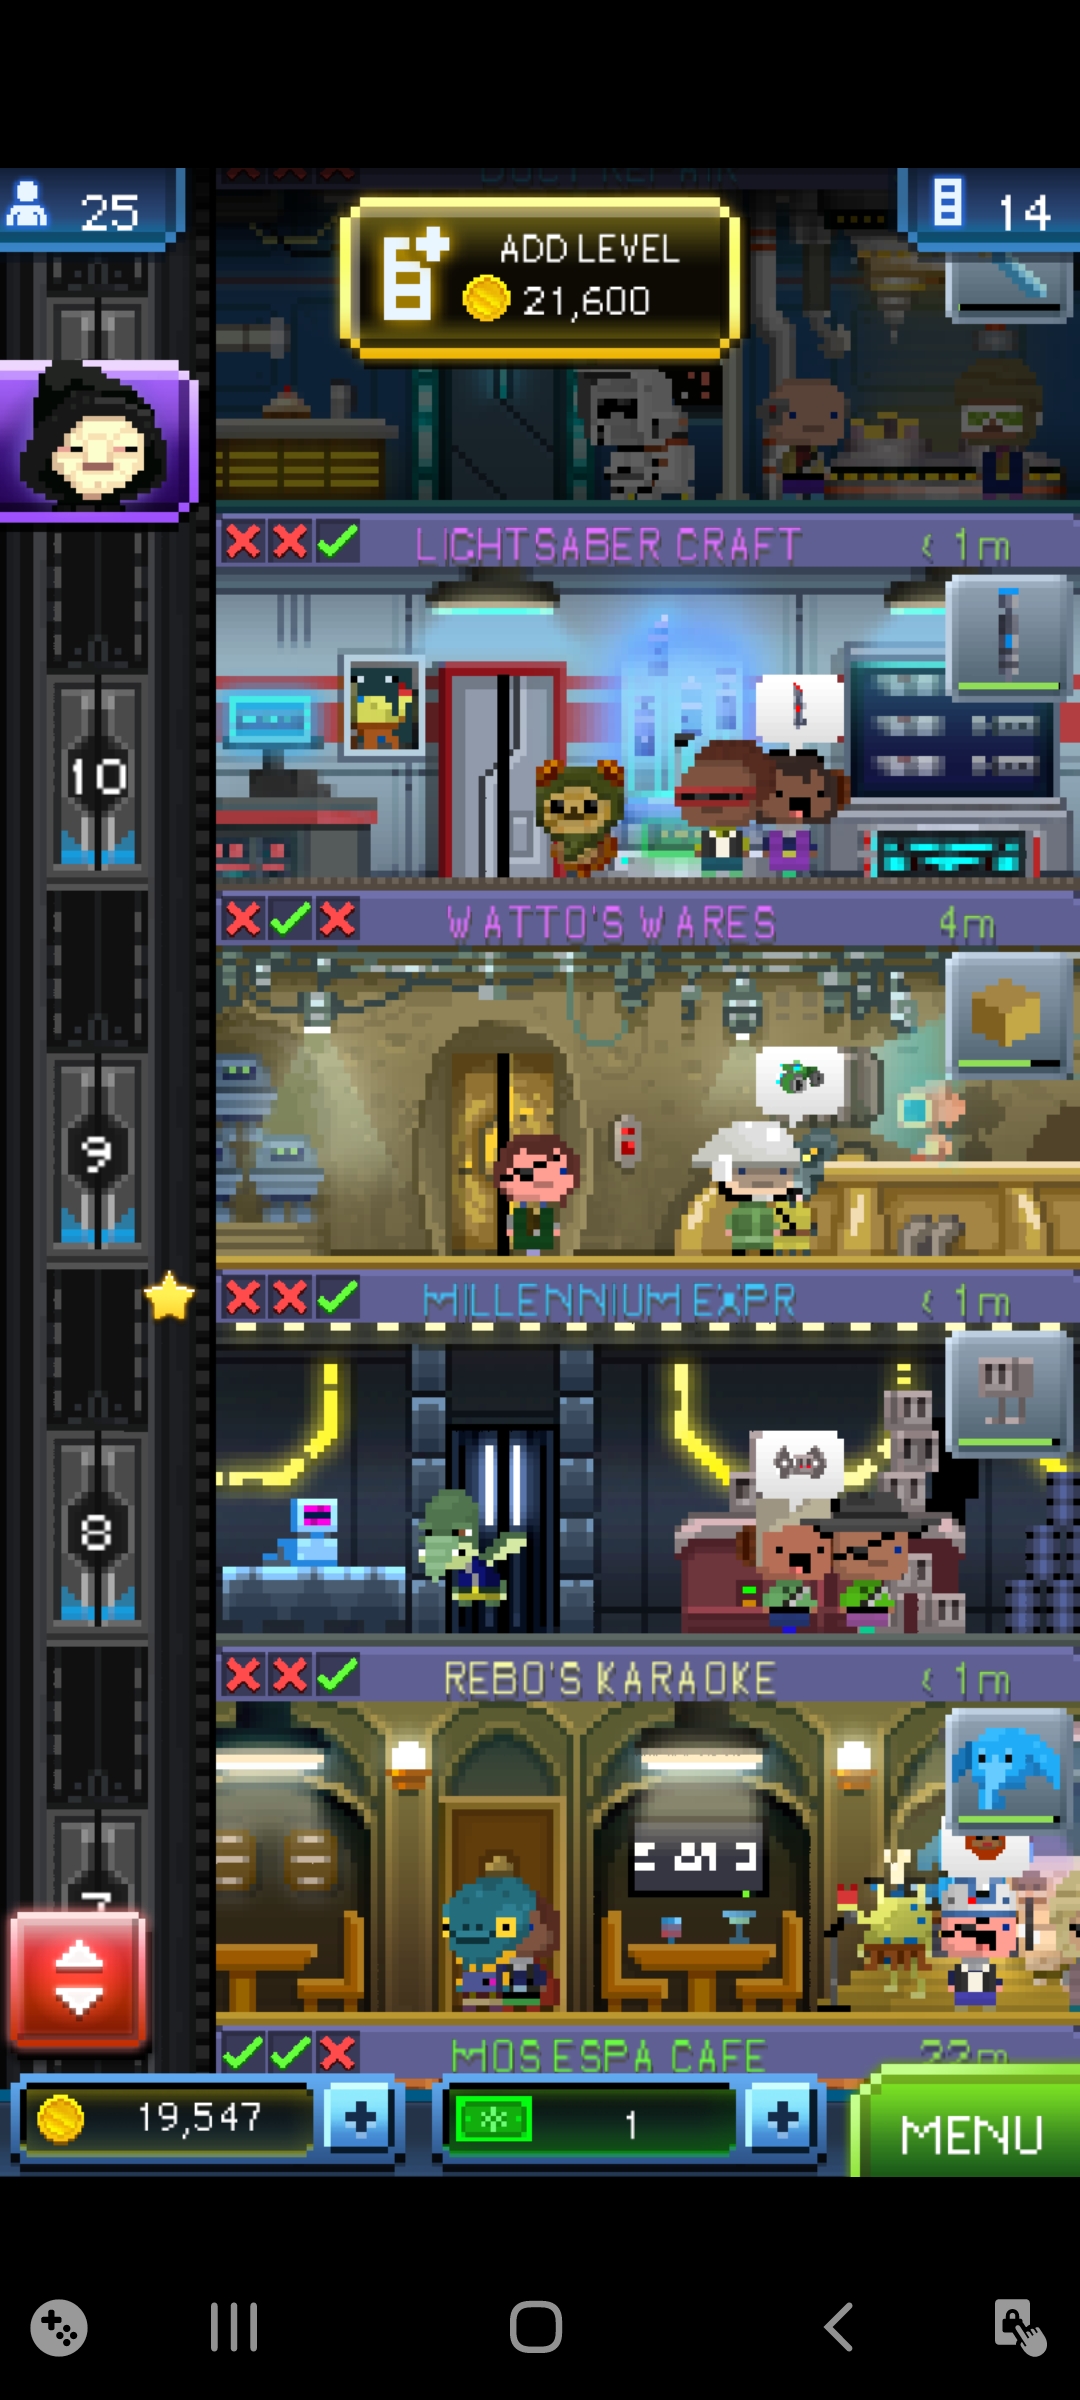 25
14
ADD LEVEL
21,600
LIGHTSABER CRAFT
< 1m
10
WATTO'S WARES
4m
9
MILLENNIUM EXPR
< 1m
8
REBO'S KARAOKE
< 1m
7
MOS ESPA CAFE
19,547
1
MENU